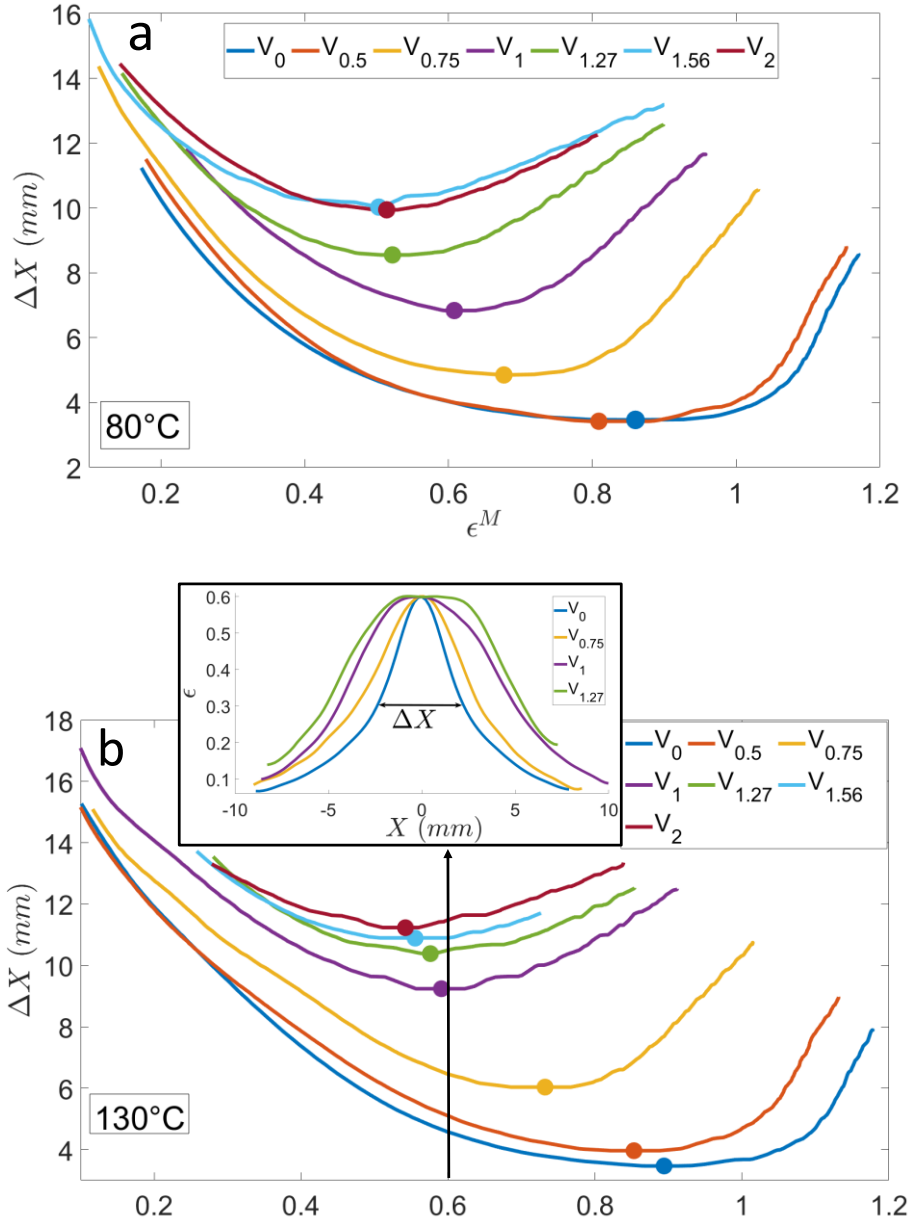 a
V0 V0.5 V0.75 V1 V1.27 V1.56 V2
16
14
12
10
8
6
4
2
ΔX (mm)
80°C
0.2 0.4 0.6 0.8 1 1.2
ϵ^M
0.6
0.4
0.3
0.2
0.1
ϵ
V0
V0.75
V1
V1.27
ΔX
-10 -5 0 5 10
X (mm)
b
V0 V0.5 V0.75
V1 V1.27 V1.56
V2
18
16
14
12
10
8
6
4
ΔX (mm)
130°C
0.2 0.4 0.6 0.8 1 1.2